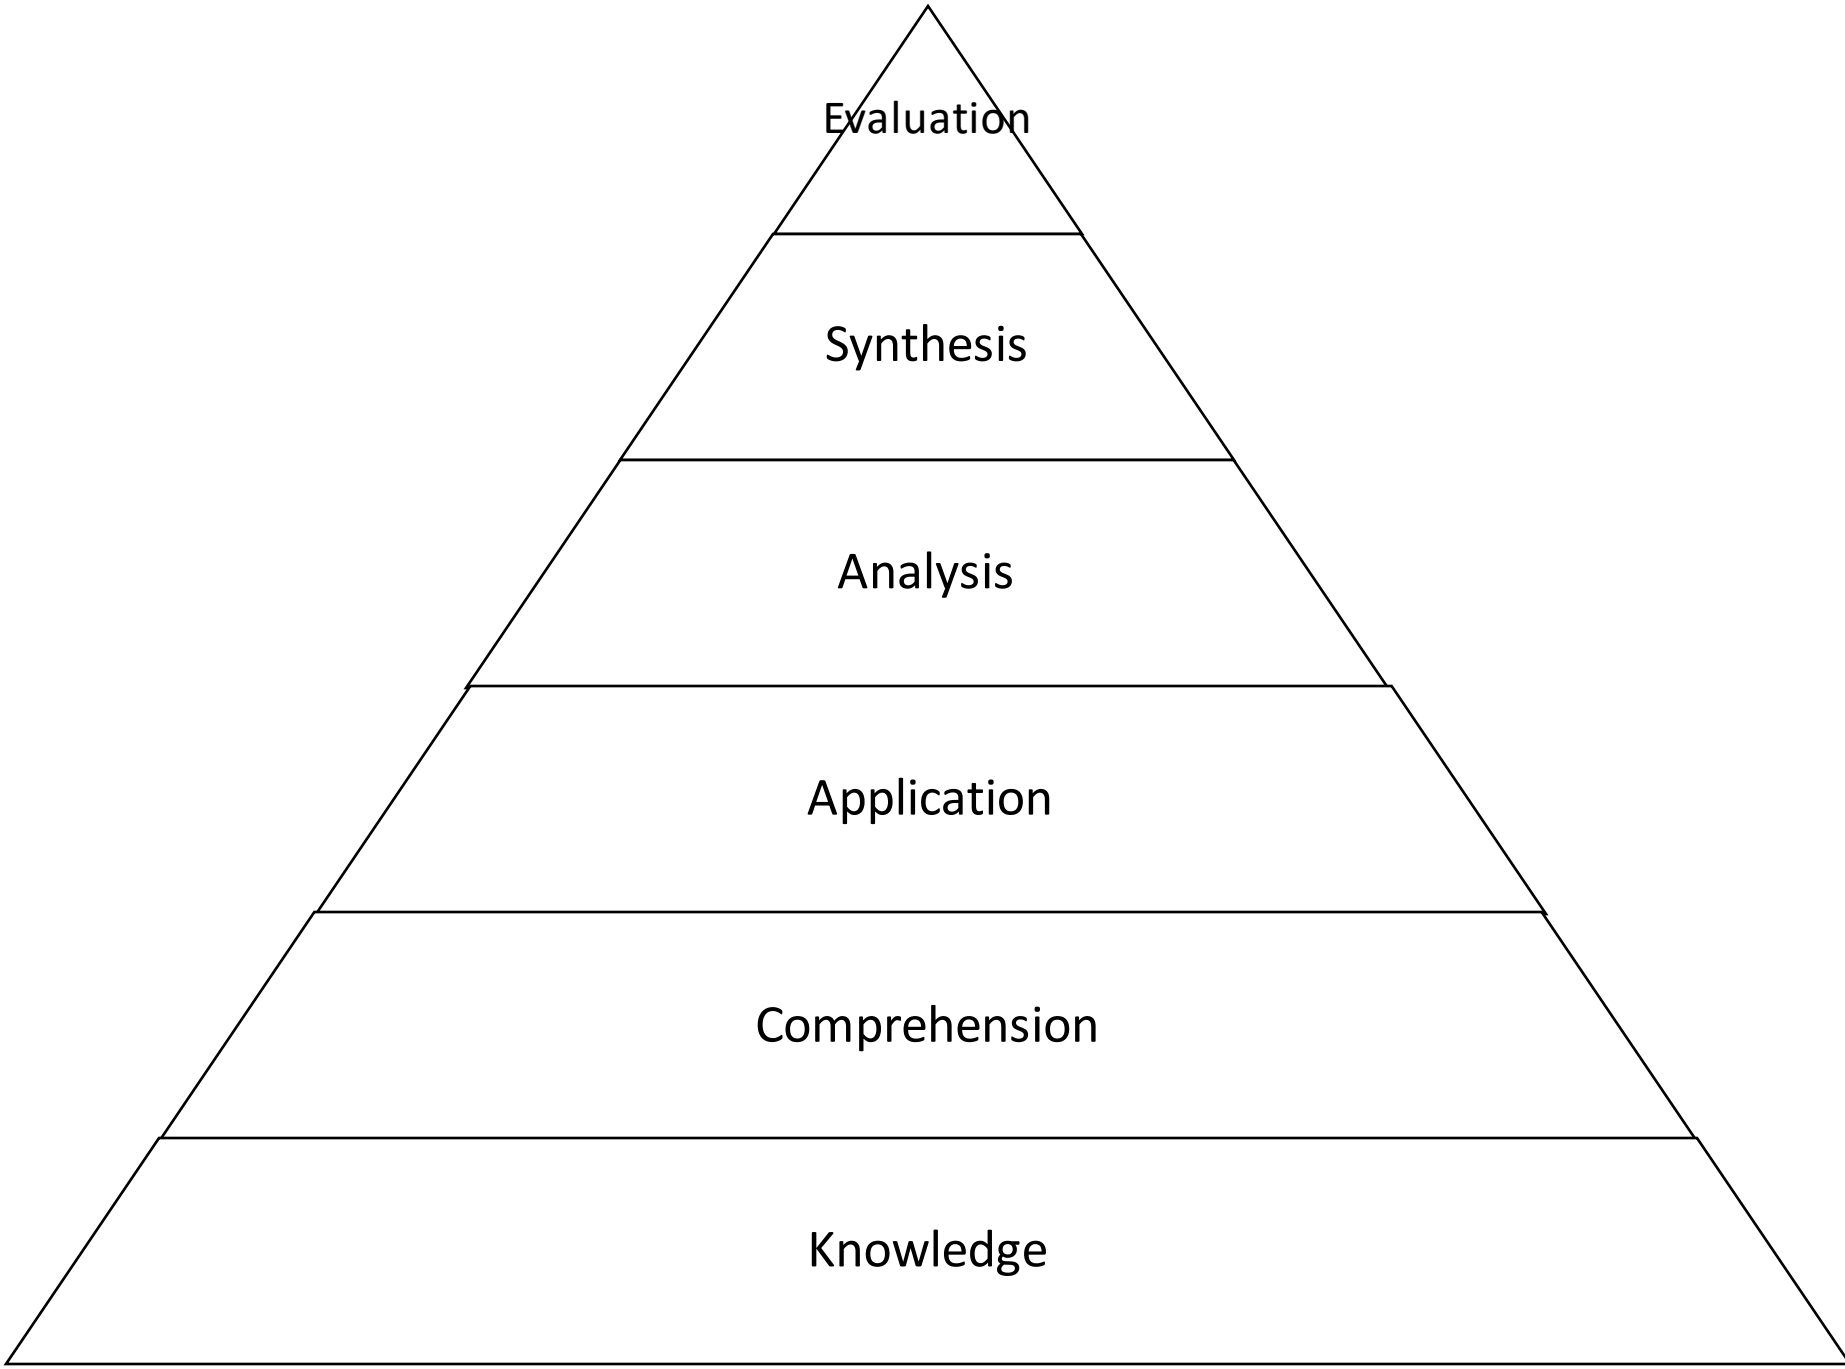 Evaluation
Synthesis
Analysis
Application
Comprehension
Knowledge